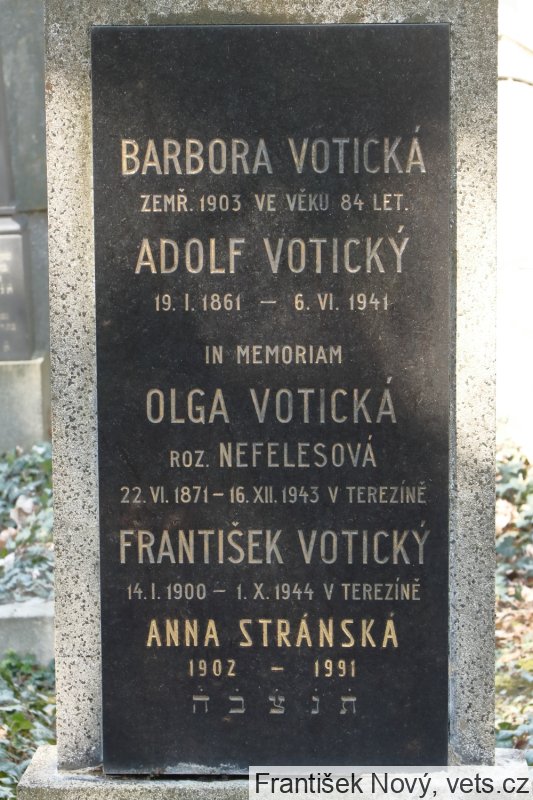 BARBORA VOTICKÁ
ZEMŘ. 1903 VE VĚKU 84 LET.
ADOLF VOTICKÝ
19. I. 1861 – 6. VI. 1941
IN MEMORIAM
OLGA VOTICKÁ
ROZ. NEFELESOVÁ
22. VI. 1871 – 16. XII. 1943 V TEREZÍNĚ
FRANTIŠEK VOTICKÝ
14. I. 1900 – 1. X. 1944 V TEREZÍNĚ
ANNA STRÁNSKÁ
1902 – 1991
ת נ צ ב ה
František Nový, vets.cz